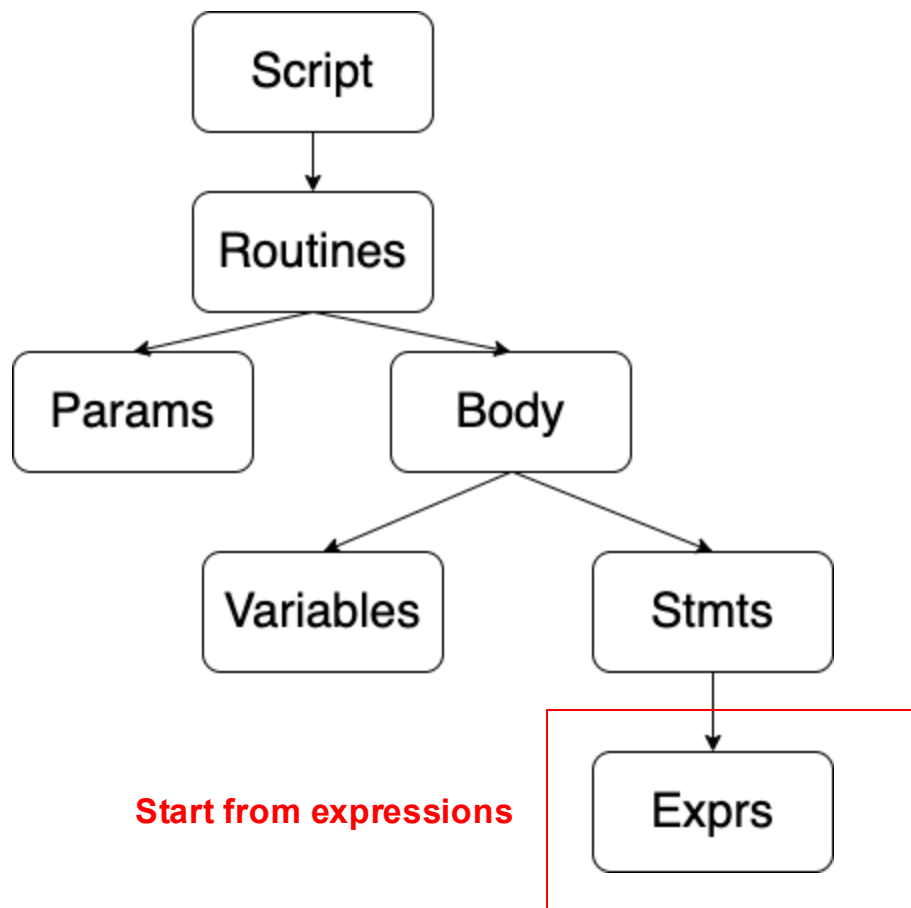 Script
Routines
Params
Body
Variables
Stmts
Start from expressions
Exprs